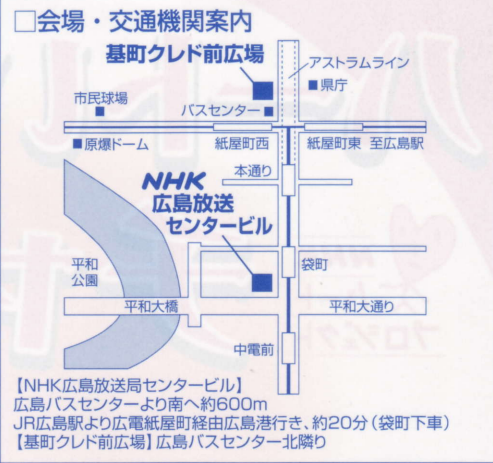 □会場・交通機関案内
基町クレド前広場
アストラムライン
■県庁
市民球場
バスセンター
原爆ドーム
紙屋町西
紙屋町東
至広島駅
本通り
NHK
広島放送
センタービル
袋町
平和
公園
平和大橋
平和大通り
中電前
【NHK広島放送局センタービル】
広島バスセンターより南へ約600m
JR広島駅より広電紙屋町経由広島港行き、約20分（袋町下車）
【基町クレド前広場】広島バスセンター北隣り